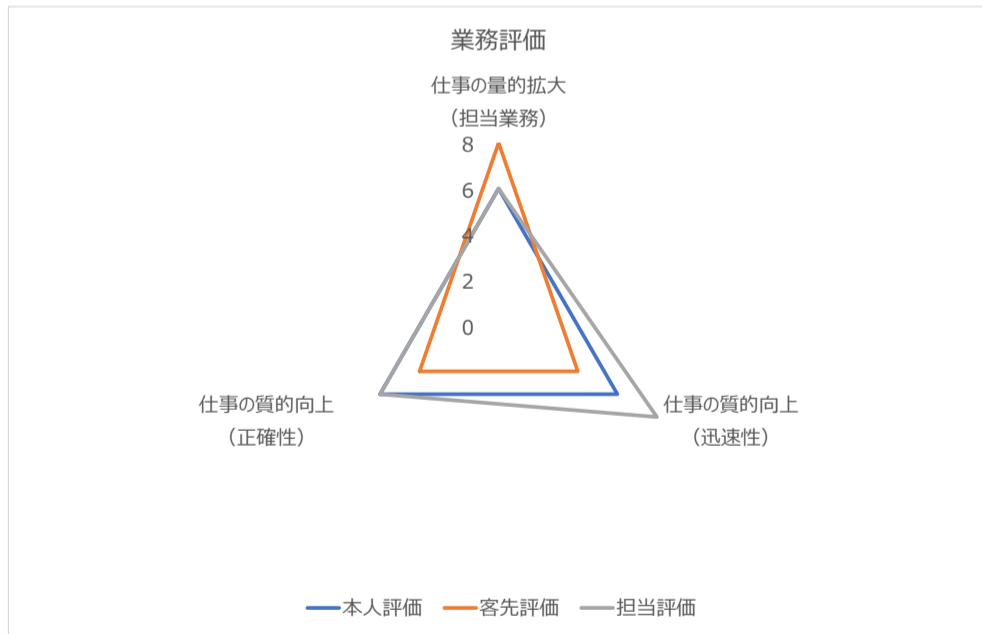 業務評価
仕事の量的拡大
（担当業務）
8
6
4
2
0
仕事の質的向上
（正確性）
仕事の質的向上
（迅速性）
本人評価 客先評価 担当評価